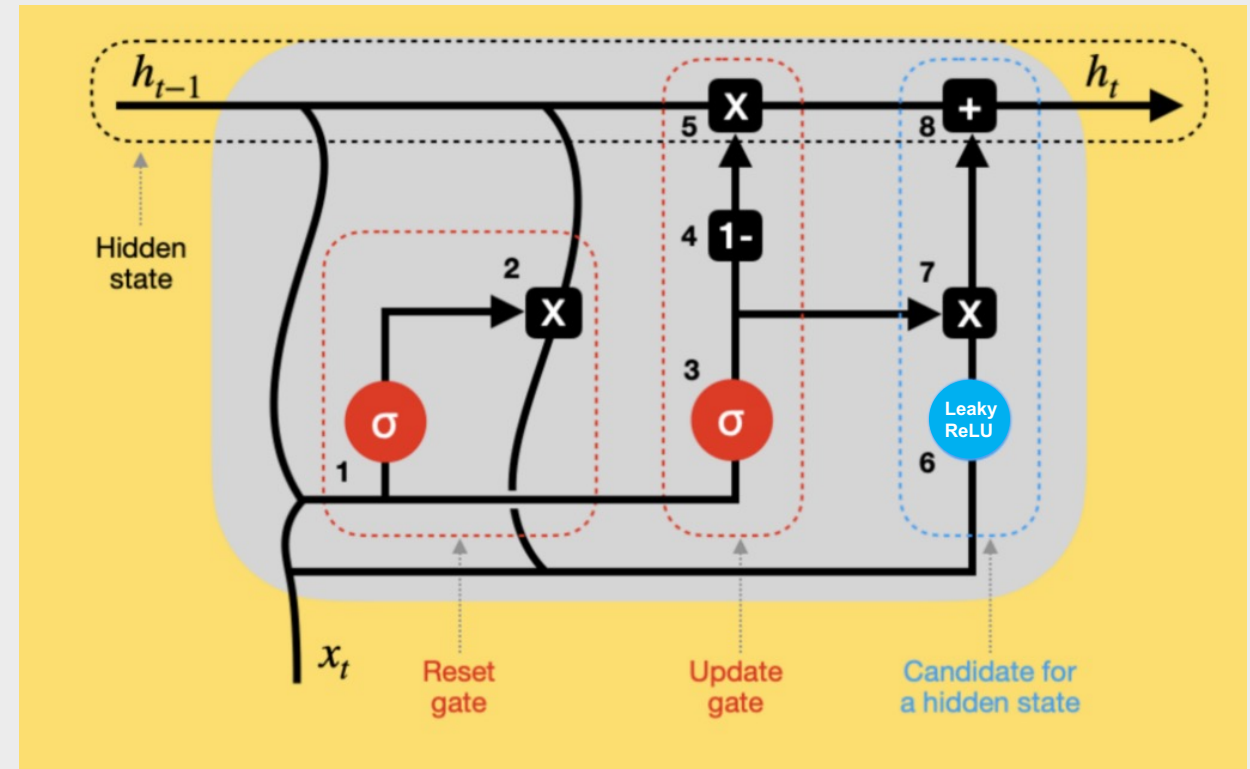 h_{t-1}
h_t
X
+
5
8
Hidden
state
4
1-
2
7
X
X
3
σ
σ
Leaky
ReLU
1
6
x_t
Reset
gate
Update
gate
Candidate for
a hidden state